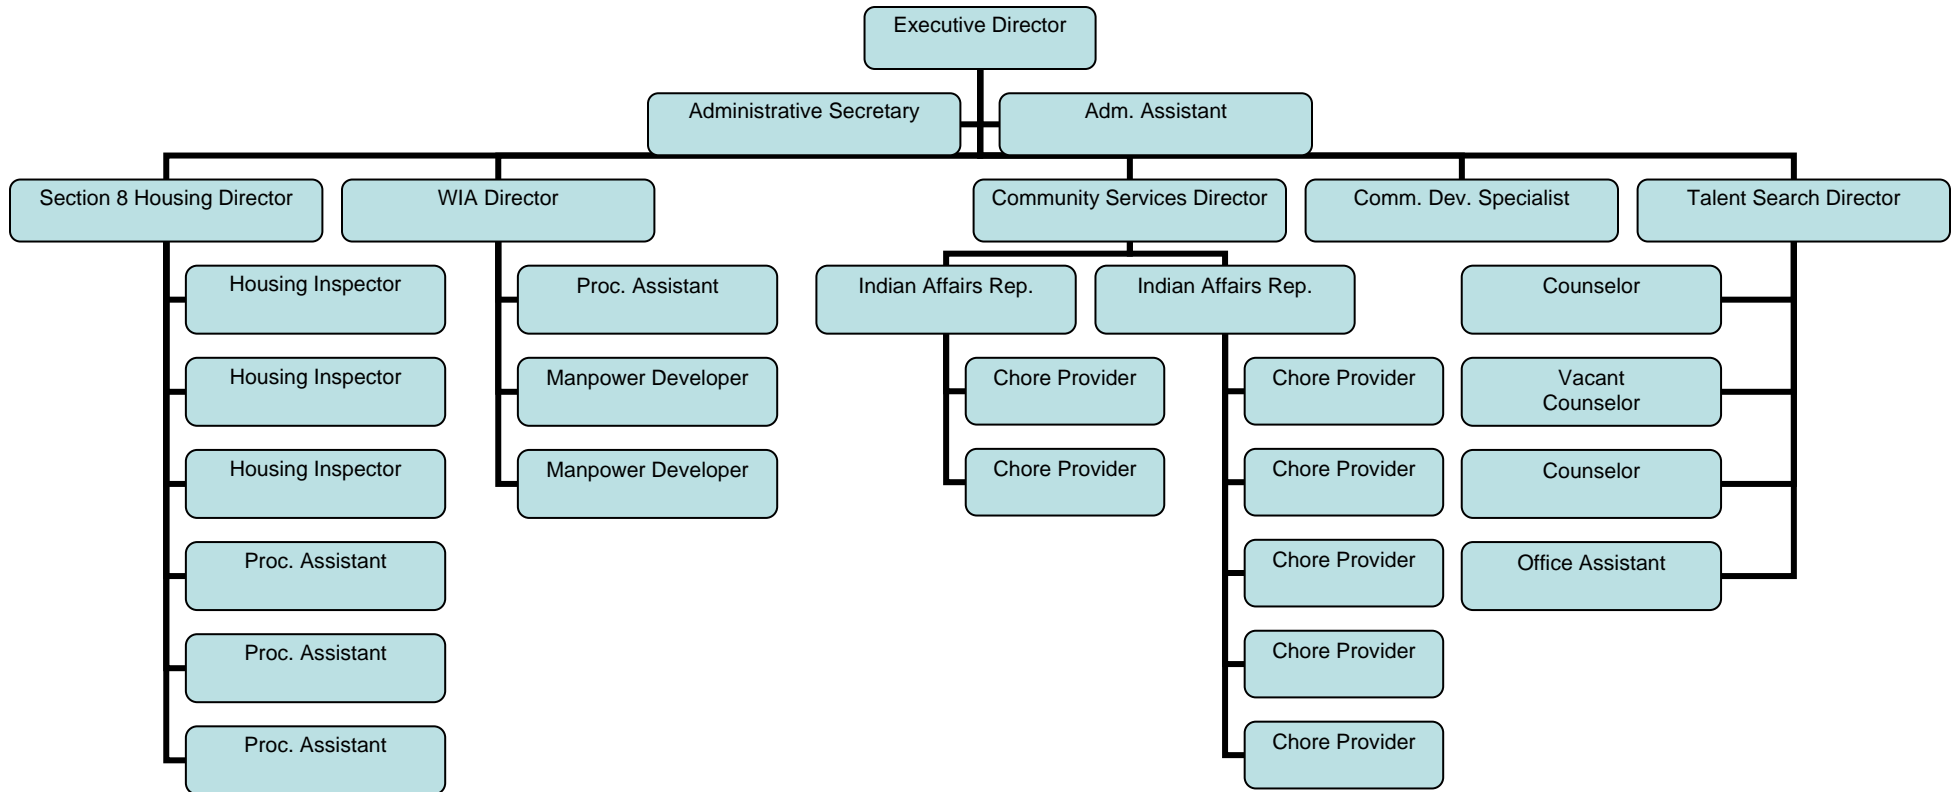 Executive Director
Administrative Secretary
Adm. Assistant
Section 8 Housing Director
WIA Director
Community Services Director
Comm. Dev. Specialist
Talent Search Director
Housing Inspector
Proc. Assistant
Indian Affairs Rep.
Indian Affairs Rep.
Counselor
Housing Inspector
Manpower Developer
Chore Provider
Chore Provider
Vacant
Counselor
Housing Inspector
Manpower Developer
Chore Provider
Chore Provider
Counselor
Proc. Assistant
Chore Provider
Office Assistant
Proc. Assistant
Chore Provider
Proc. Assistant
Chore Provider